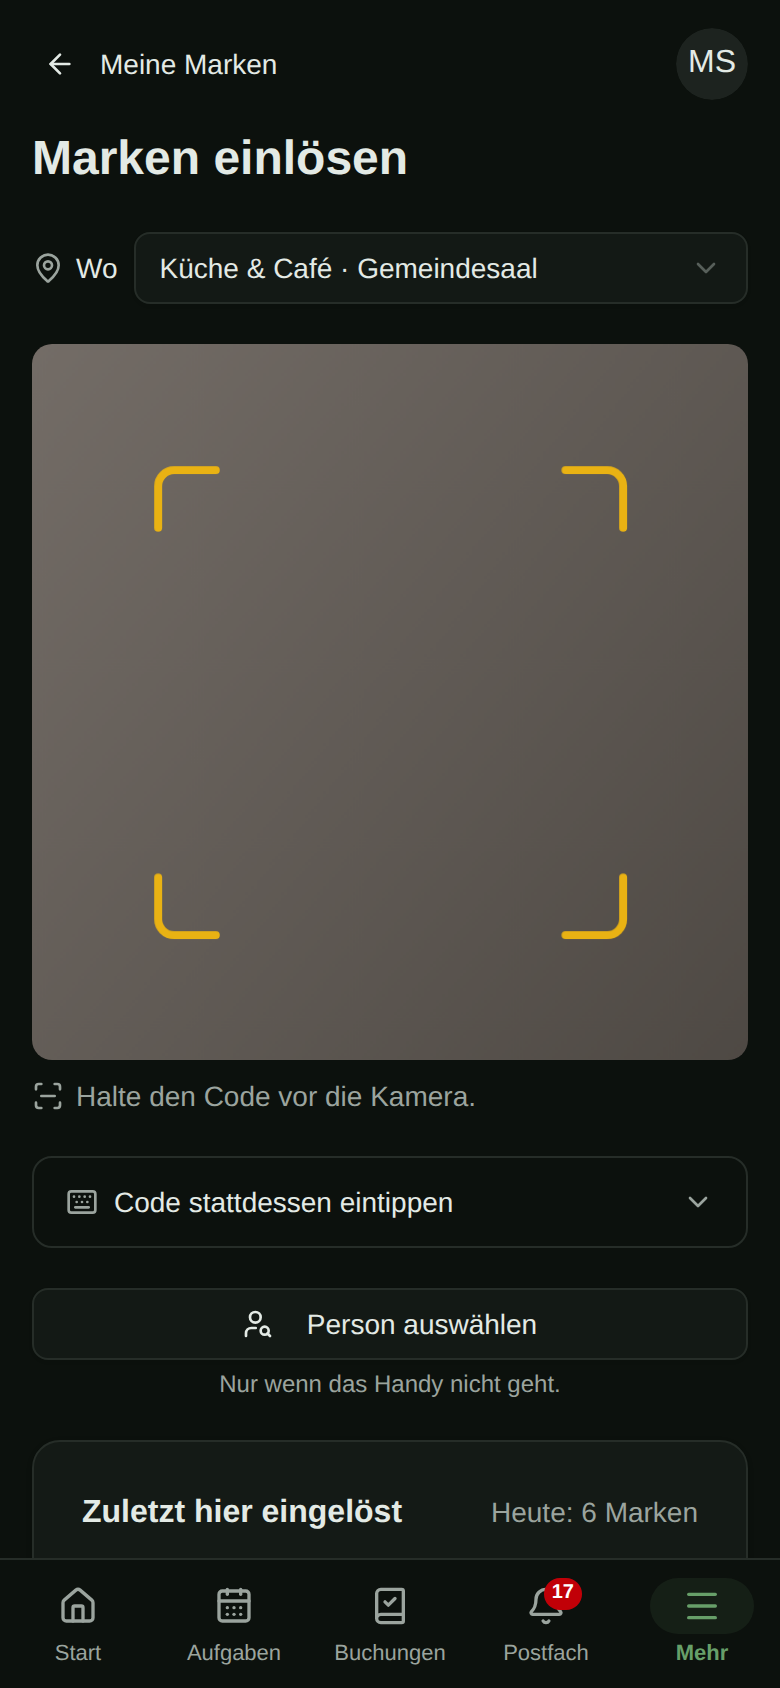 Meine Marken
MS
Marken einlösen
Wo
Küche & Café · Gemeindesaal
Halte den Code vor die Kamera.
Code stattdessen eintippen
Person auswählen
Nur wenn das Handy nicht geht.
Zuletzt hier eingelöst
Heute: 6 Marken
17
Start
Aufgaben
Buchungen
Postfach
Mehr